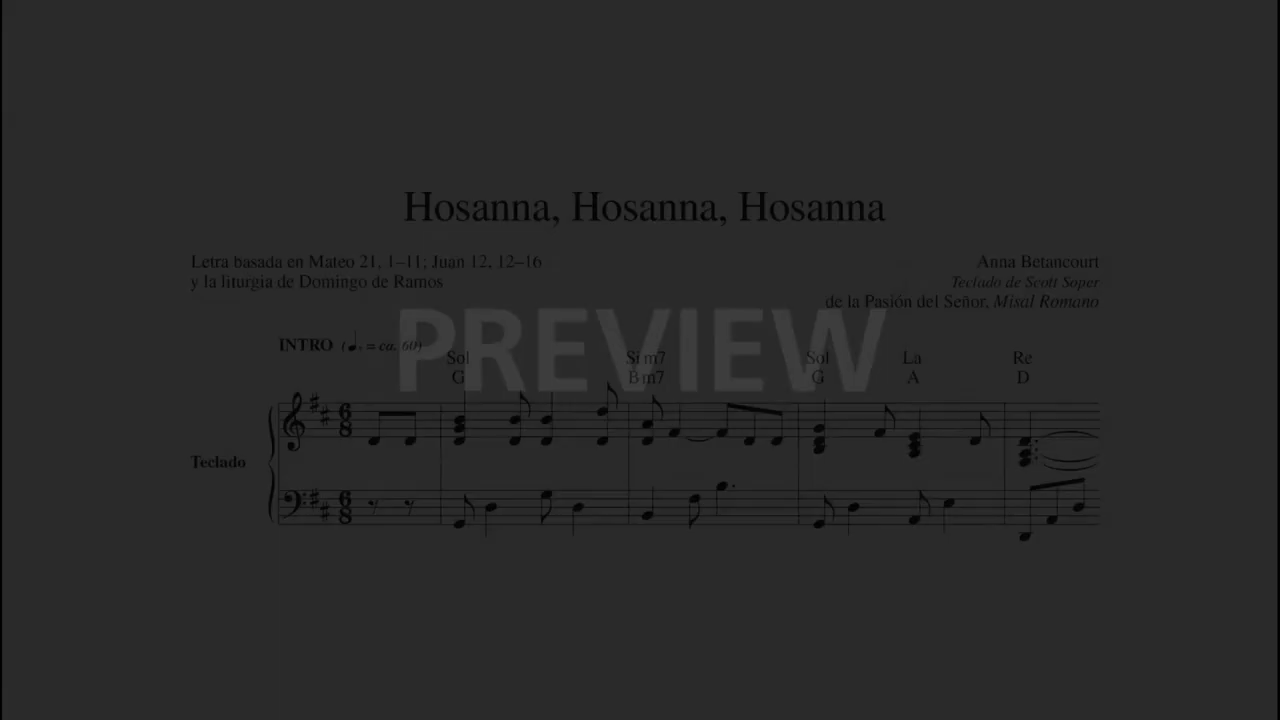 Hosanna, Hosanna, Hosanna
Letra basada en Mateo 21, 1–11; Juan 12, 12–16
y la liturgia de Domingo de Ramos
Anna Betancourt
Teclado de Scott Soper
de la Pasión del Señor, Misal Romano
PREVIEW
INTRO (♩. = ca. 60)
Sol Si m7 Sol La Re
G B m7 G A D
6 8
Teclado
6 8